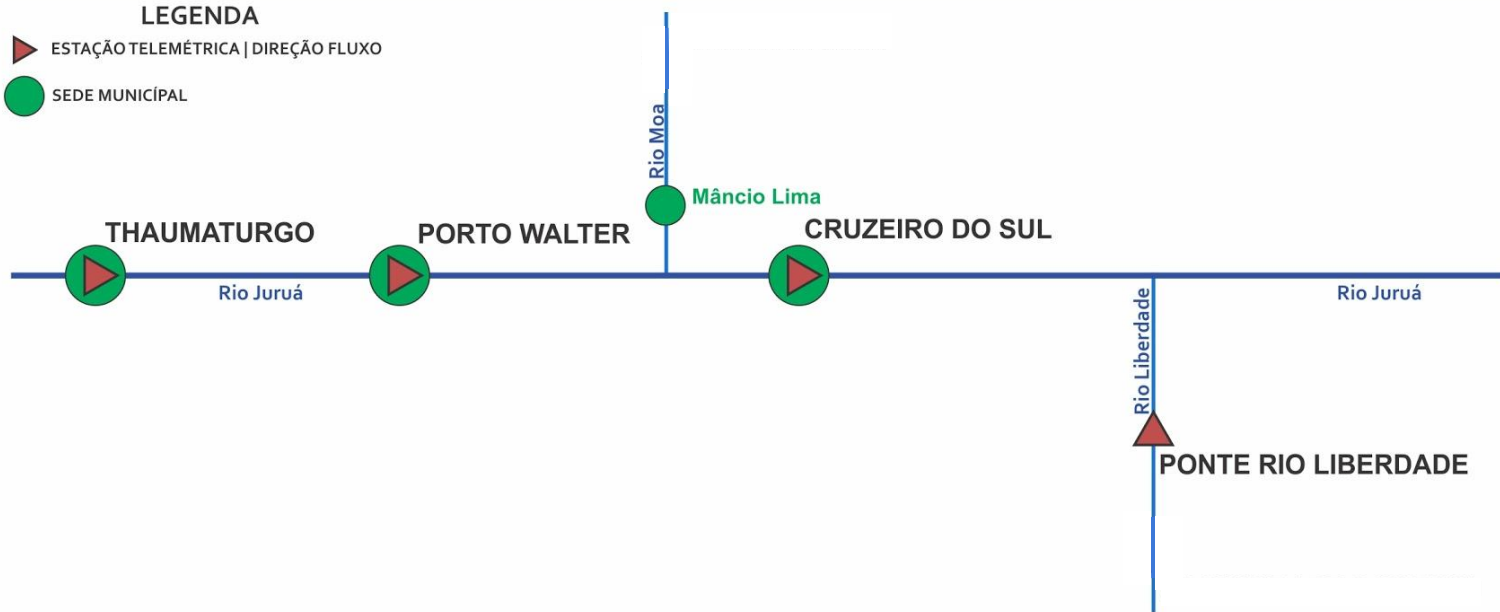 LEGENDA
ESTAÇÃO TELEMÉTRICA | DIREÇÃO FLUXO
SEDE MUNICÍPAL
Rio Moa
Mâncio Lima
THAUMATURGO
PORTO WALTER
CRUZEIRO DO SUL
Rio Juruá
Rio Juruá
Rio Liberdade
PONTE RIO LIBERDADE